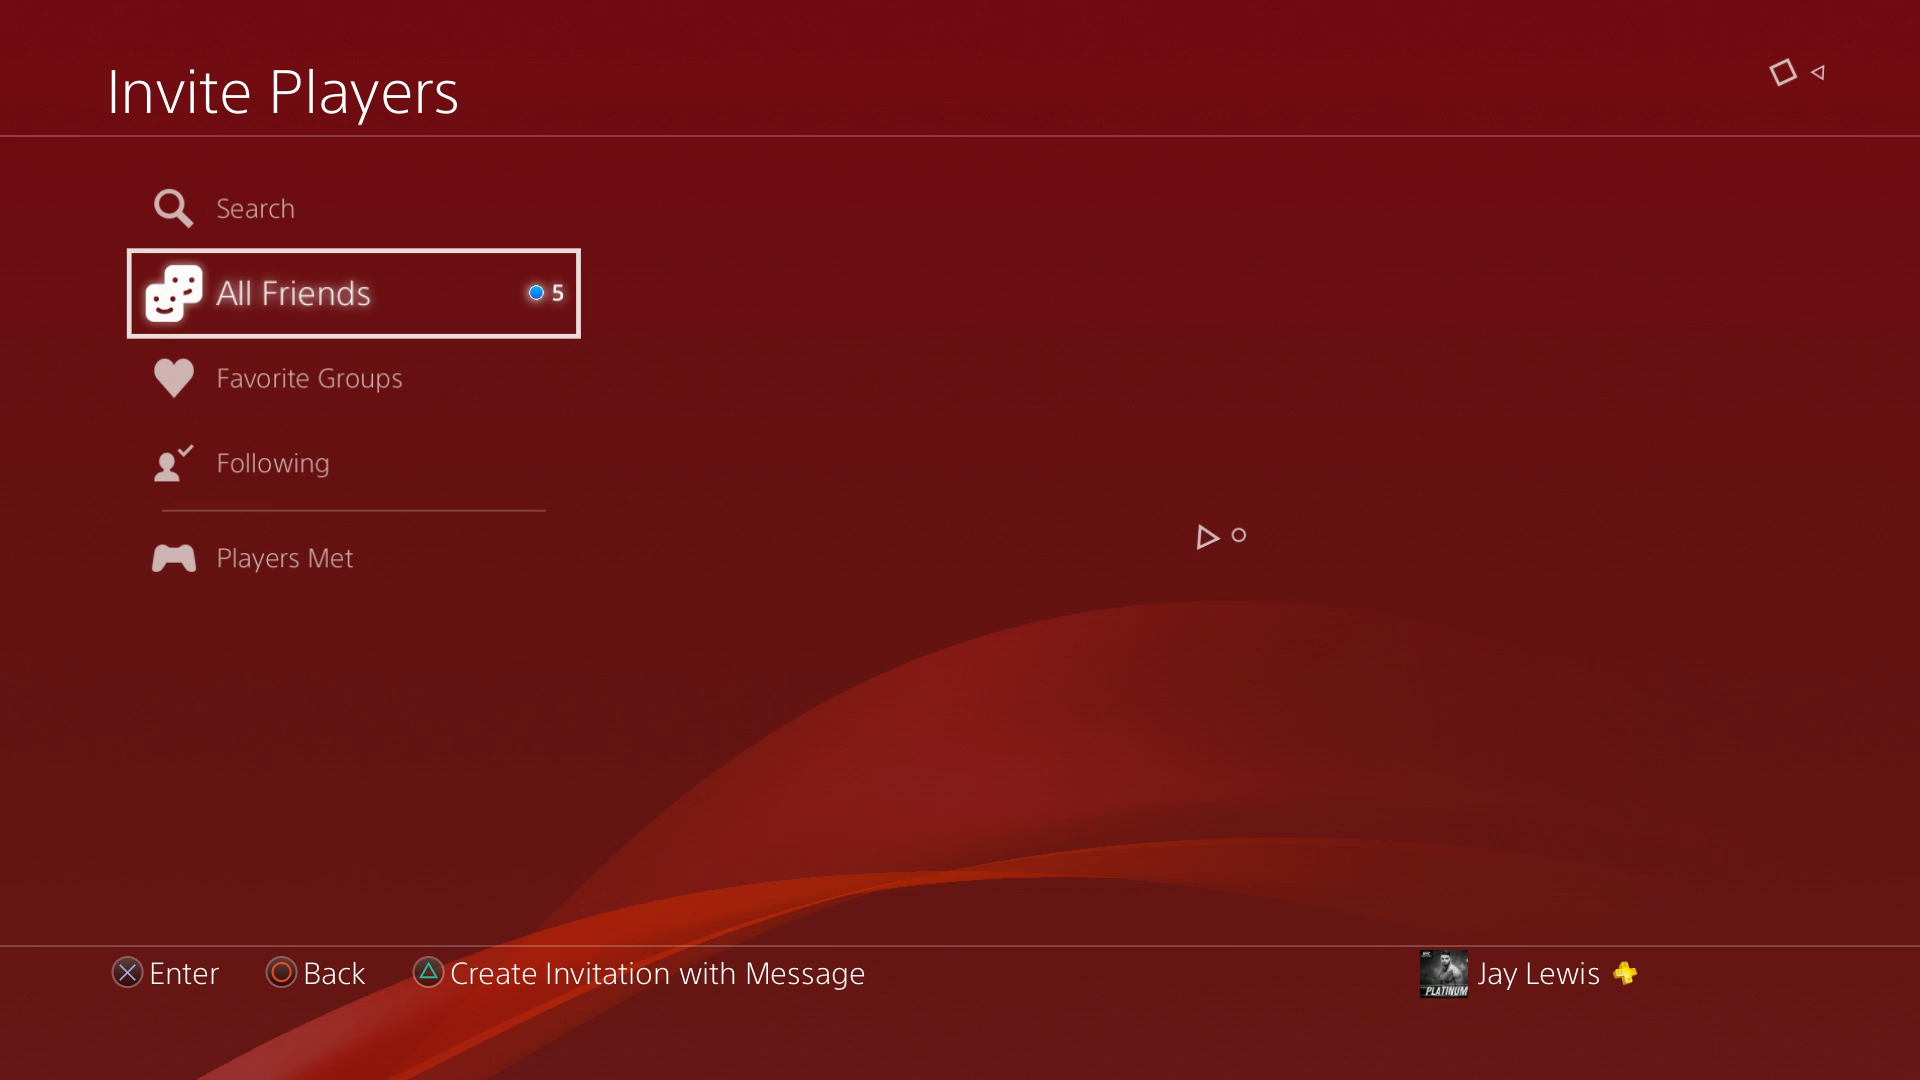 Invite Players
Search
All Friends
5
Favorite Groups
Following
Players Met
Enter
Back
Create Invitation with Message
PLATINUM
Jay Lewis